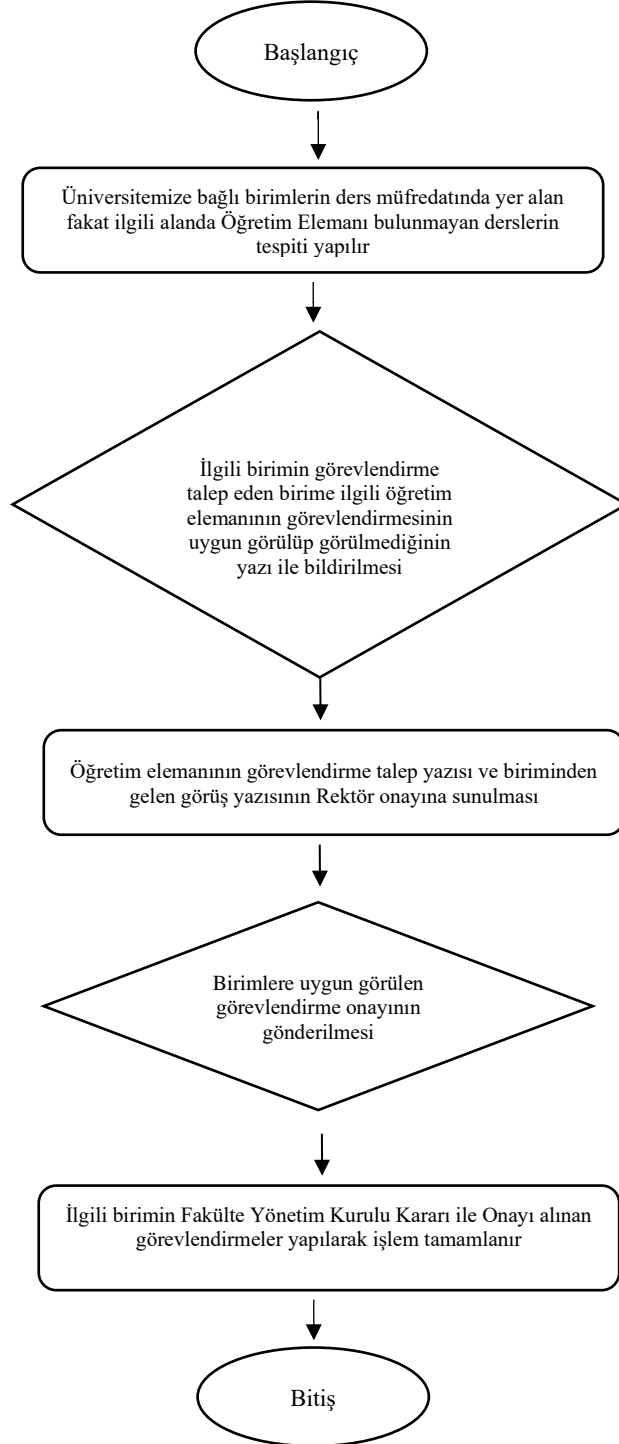 Başlangıç
Üniversitemize bağlı birimlerin ders müfredatında yer alan
fakat ilgili alanda Öğretim Elemanı bulunmayan derslerin
tespiti yapılır
İlgili birimin görevlendirme
talep eden birime ilgili öğretim
elemanının görevlendirmesinin
uygun görülüp görülmediğinin
yazı ile bildirilmesi
Öğretim elemanının görevlendirme talep yazısı ve biriminden
gelen görüş yazısının Rektör onayına sunulması
Birimlere uygun görülen
görevlendirme onayının
gönderilmesi
İlgili birimin Fakülte Yönetim Kurulu Kararı ile Onayı alınan
görevlendirmeler yapılarak işlem tamamlanır
Bitiş